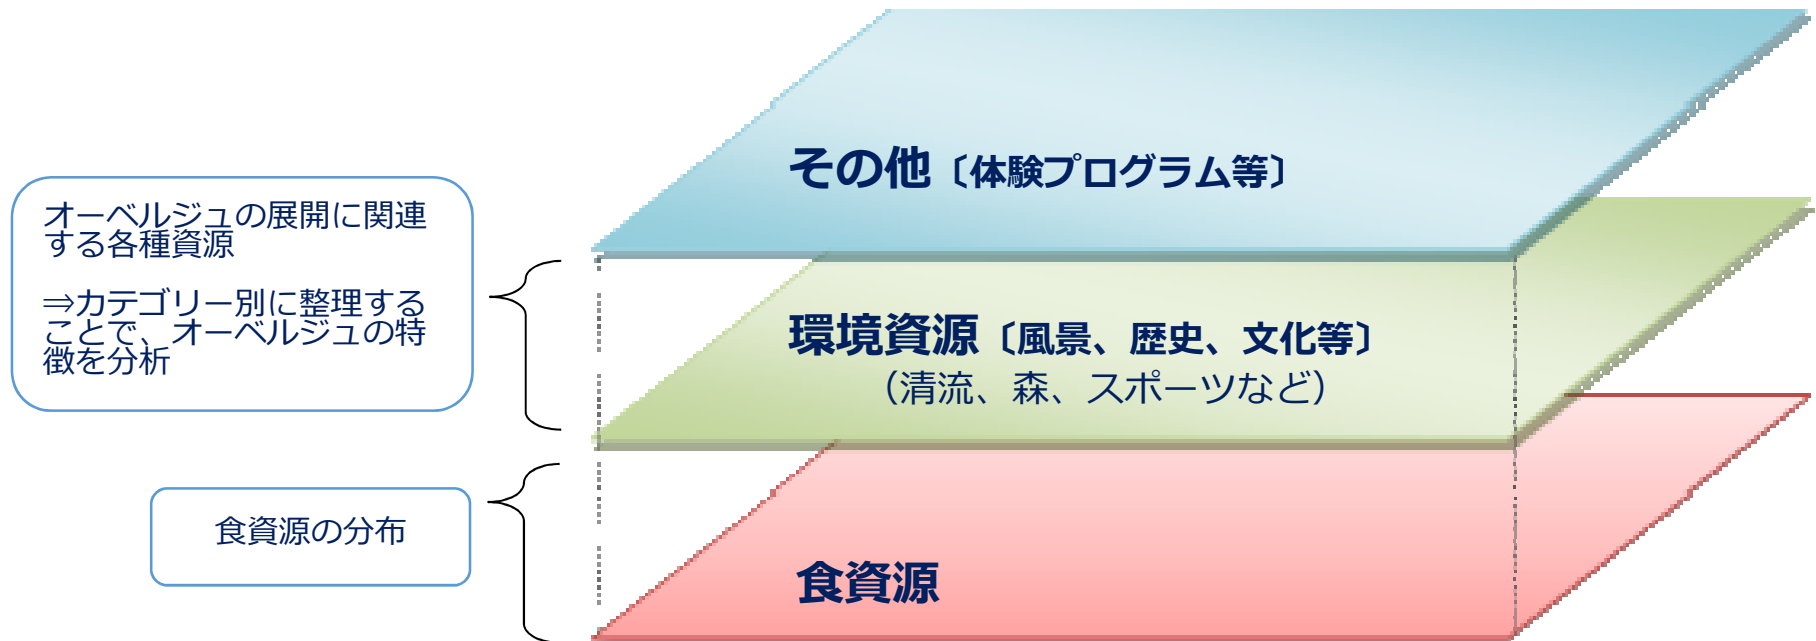 その他〔体験プログラム等〕
オーベルジュの展開に関連
する各種資源
⇒カテゴリー別に整理する
ことで、オーベルジュの特
徴を分析
環境資源〔風景、歴史、文化等〕
（清流、森、スポーツなど）
食資源の分布
食資源